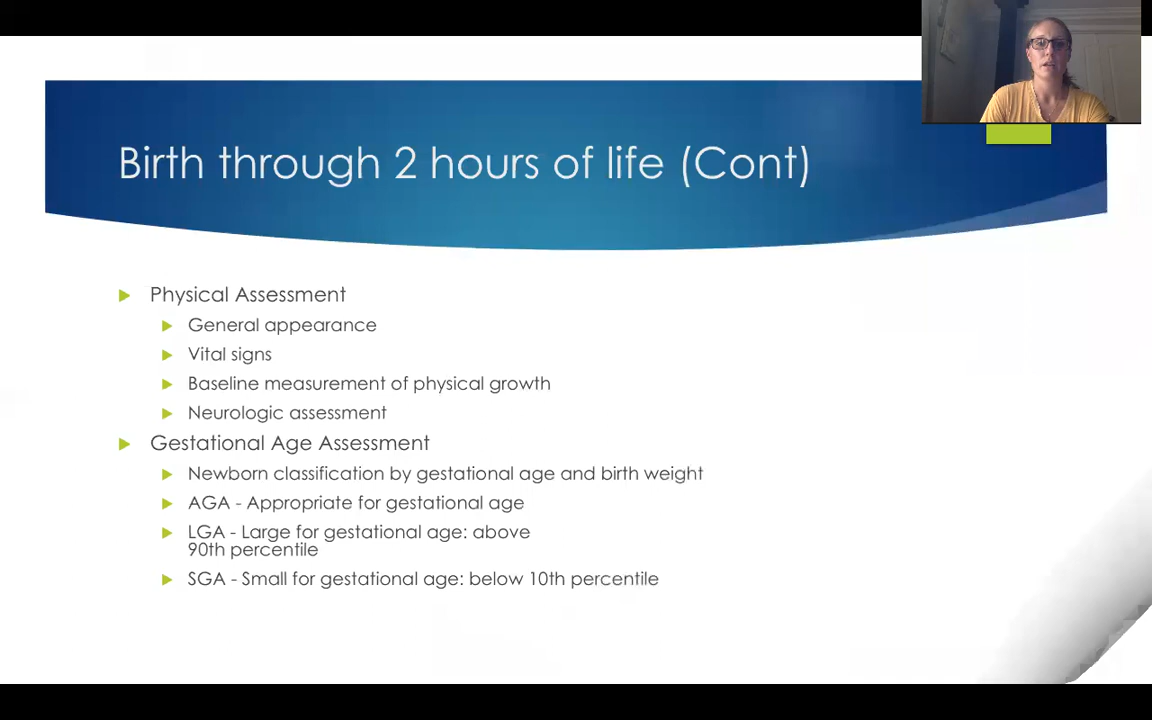 Birth through 2 hours of life (Cont)
Physical Assessment
General appearance
Vital signs
Baseline measurement of physical growth
Neurologic assessment
Gestational Age Assessment
Newborn classification by gestational age and birth weight
AGA - Appropriate for gestational age
LGA - Large for gestational age: above
90th percentile
SGA - Small for gestational age: below 10th percentile